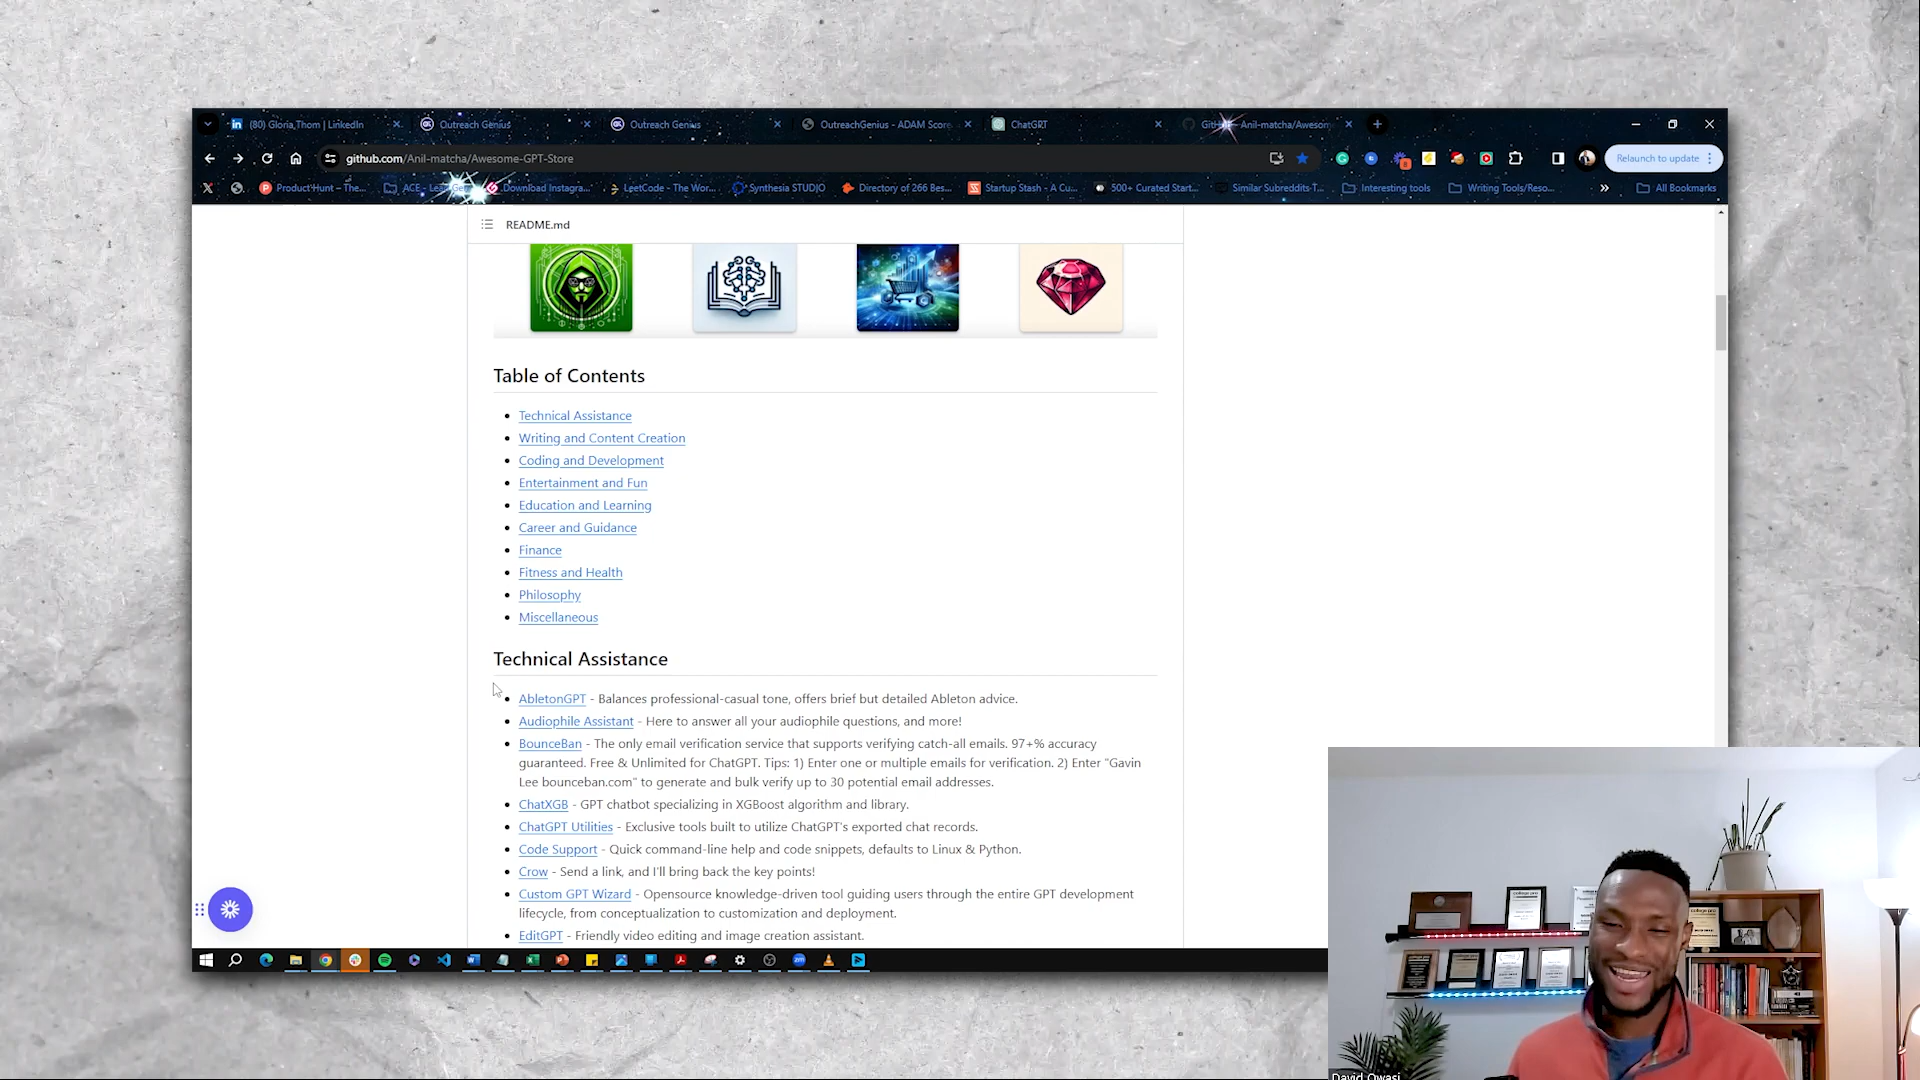 (80) Gloria Thom | LinkedIn
Outreach Genius
Outreach Genius
OutreachGenius - ADAM Score
ChatGPT
GitHub - Anil-matcha/Awesom
github.com/Anil-matcha/Awesome-GPT-Store
Relaunch to update
Product Hunt – The...
ACE - Lead Gen
Download Instagra...
LeetCode - The Wor...
Synthesia STUDIO
Directory of 266 Bes...
Startup Stash - A Cu...
500+ Curated Start...
Similar Subreddits T...
Interesting tools
Writing Tools/Reso...
All Bookmarks
README.md
Table of Contents
Technical Assistance
Writing and Content Creation
Coding and Development
Entertainment and Fun
Education and Learning
Career and Guidance
Finance
Fitness and Health
Philosophy
Miscellaneous
Technical Assistance
AbletonGPT - Balances professional-casual tone, offers brief but detailed Ableton advice.
Audiophile Assistant - Here to answer all your audiophile questions, and more!
BounceBan - The only email verification service that supports verifying catch-all emails. 97+% accuracy
guaranteed. Free & Unlimited for ChatGPT. Tips: 1) Enter one or multiple emails for verification. 2) Enter "Gavin
Lee bounceban.com" to generate and bulk verify up to 30 potential email addresses.
ChatXGB - GPT chatbot specializing in XGBoost algorithm and library.
ChatGPT Utilities - Exclusive tools built to utilize ChatGPT's exported chat records.
Code Support - Quick command-line help and code snippets, defaults to Linux & Python.
Crow - Send a link, and I'll bring back the key points!
Custom GPT Wizard - Opensource knowledge-driven tool guiding users through the entire GPT development
lifecycle, from conceptualization to customization and deployment.
EditGPT - Friendly video editing and image creation assistant.
David Owasi